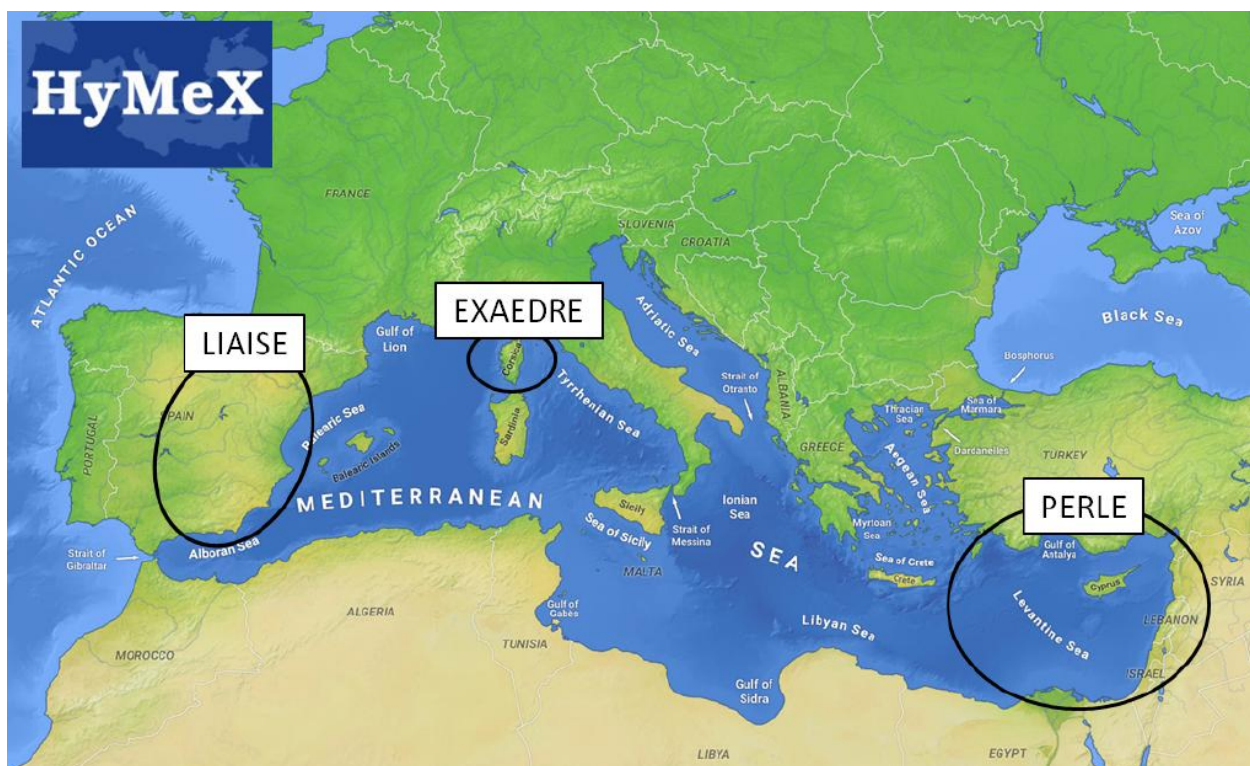 HyMeX
ATLANTIC OCEAN
FRANCE
SLOVENIA
CROATIA
Sea of
Azov
EXAEDRE
LIAISE
Gulf of
Lion
Corsica
Adriatic Sea
Black Sea
Bosphorus
Strait of
Otranto
ALBANIA
Tyrrhenian Sea
Sardinia
SPAIN
PORTUGAL
Balearic Sea
Balearic Islands
Thracian
Sea
Sea of
Marmara
Dardanelles
GREECE
Aegean Sea
TURKEY
MEDITERRANEAN
SEA
Sicily
Sea of Sicily
Strait of
Messina
Ionian
Sea
Myrtoan
Sea
PERLE
Gulf of
Antalya
Alboran Sea
Strait of
Gibraltar
MALTA
Sea of Crete
Crete
Cyprus
SYRIA
Gulf of
Gabès
ALGERIA
Levantine Sea
LEBANON
Libyan Sea
TUNISIA
MOROCCO
ISRAEL
Gulf of
Sidra
LIBYA
EGYPT